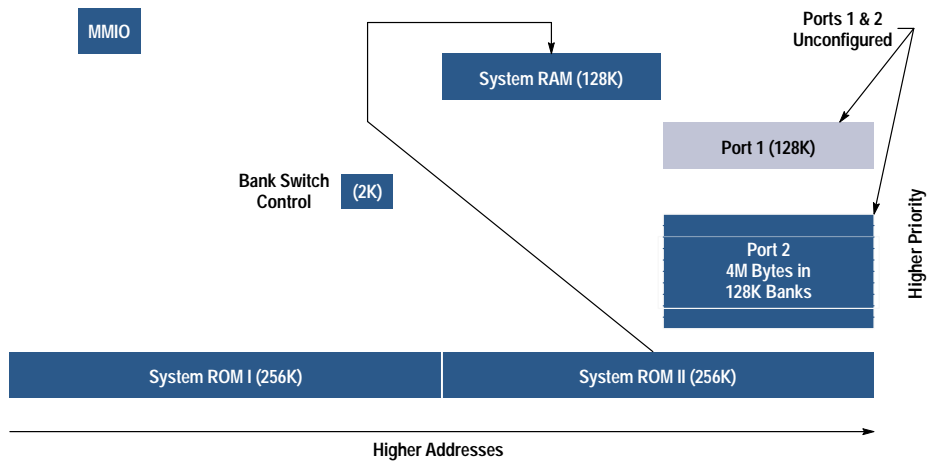 MMIO
Ports 1 & 2
Unconfigured
System RAM (128K)
Port 1 (128K)
Bank Switch
Control
(2K)
Higher Priority
Port 2
4M Bytes in
128K Banks
System ROM I (256K)
System ROM II (256K)
Higher Addresses